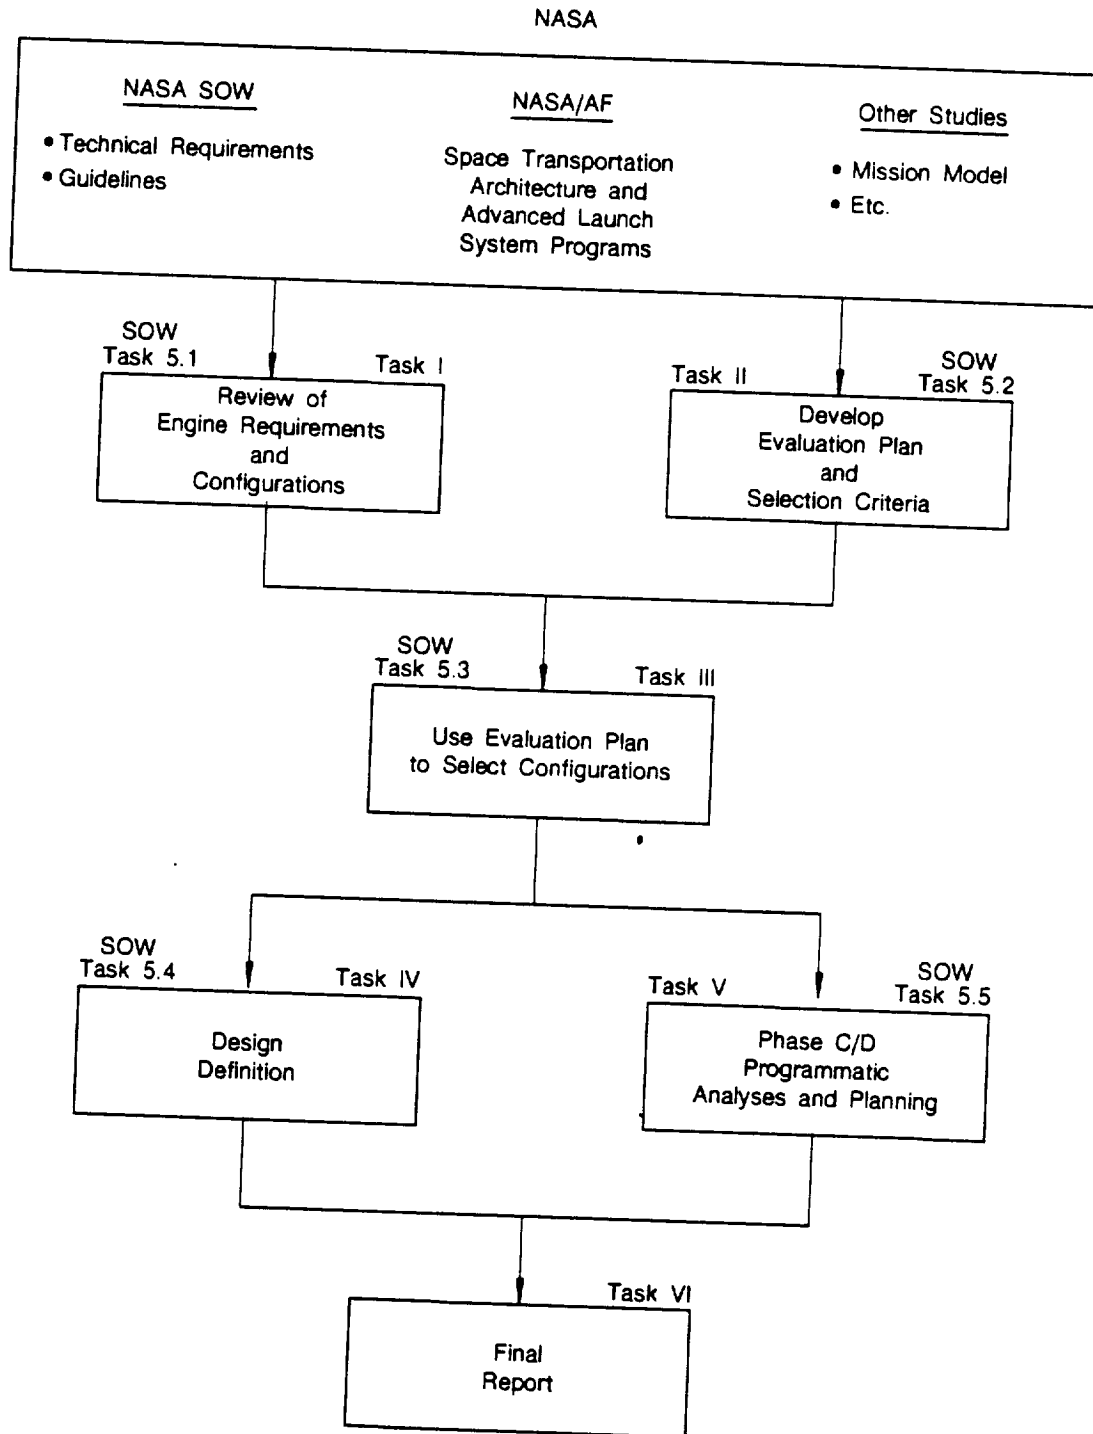 NASA
NASA SOW
• Technical Requirements
• Guidelines
NASA/AF
Space Transportation
Architecture and
Advanced Launch
System Programs
Other Studies
• Mission Model
• Etc.
SOW
Task 5.1
Task I
Review of
Engine Requirements
and
Configurations
Task II
SOW
Task 5.2
Develop
Evaluation Plan
and
Selection Criteria
SOW
Task 5.3
Task III
Use Evaluation Plan
to Select Configurations
SOW
Task 5.4
Task IV
Design
Definition
Task V
SOW
Task 5.5
Phase C/D
Programmatic
Analyses and Planning
Task VI
Final
Report